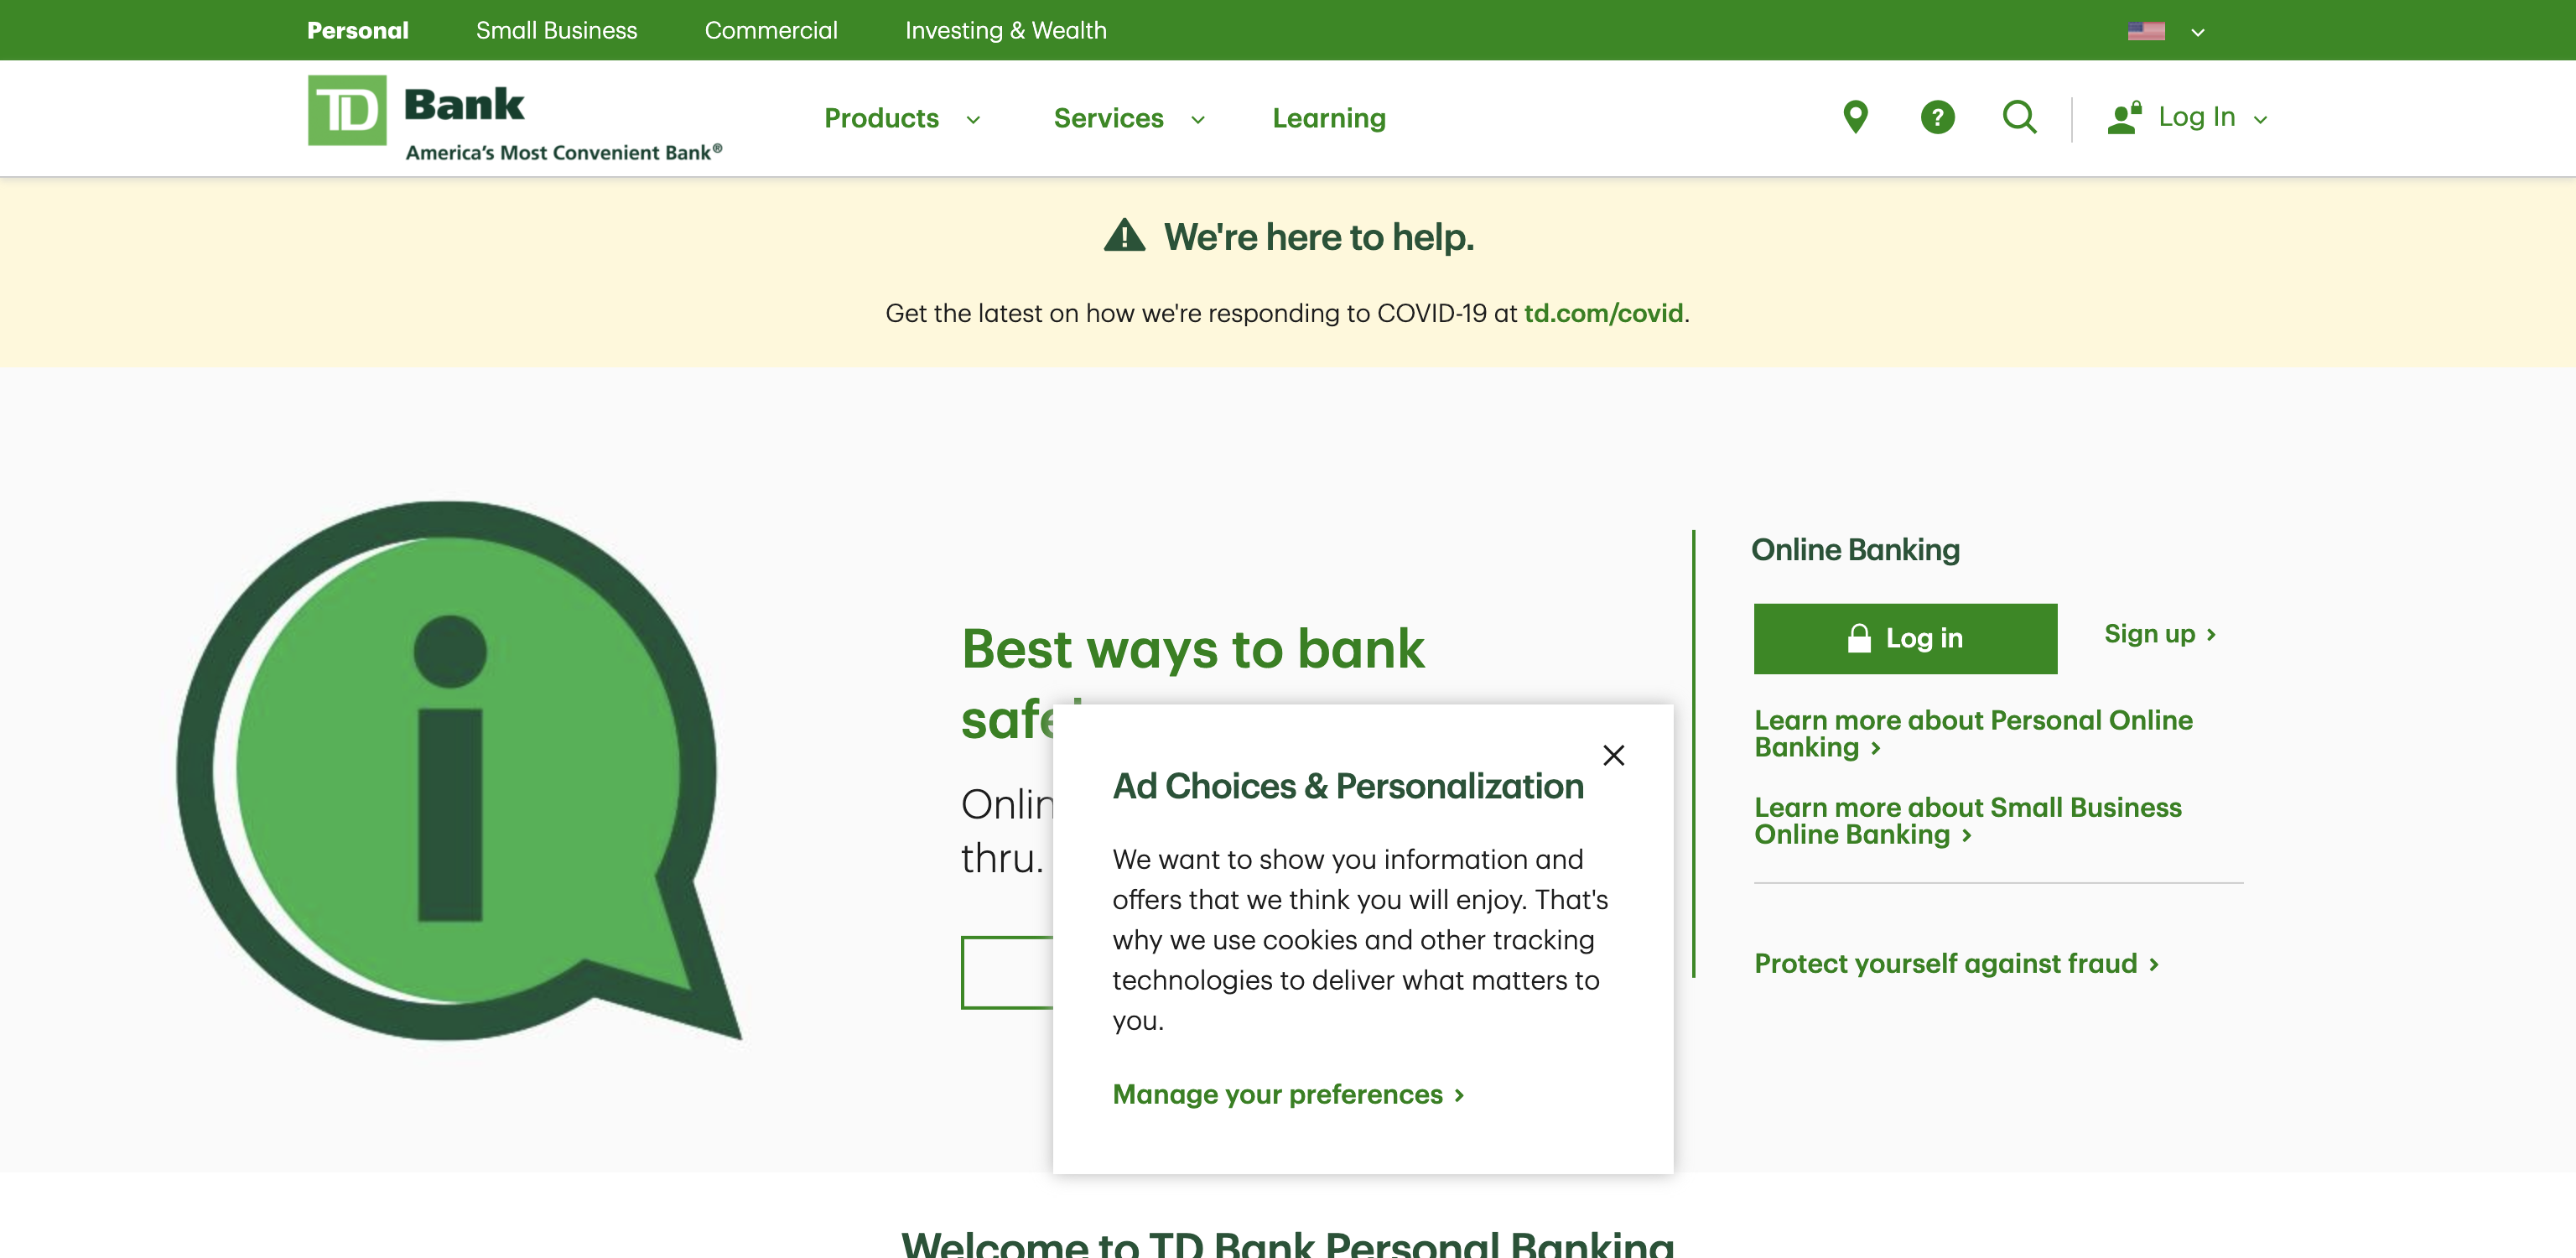 Personal Small Business Commercial Investing & Wealth
TD Bank
America's Most Convenient Bank®
Products Services Learning
? Log In
We're here to help.
Get the latest on how we're responding to COVID-19 at td.com/covid.
Best ways to bank
Online Banking
Log in Sign up
Learn more about Personal Online
Banking
Learn more about Small Business
Online Banking
Protect yourself against fraud
thru.
Ad Choices & Personalization
We want to show you information and
offers that we think you will enjoy. That's
why we use cookies and other tracking
technologies to deliver what matters to
you.
Manage your preferences
Welcome to TD Bank Personal Banking